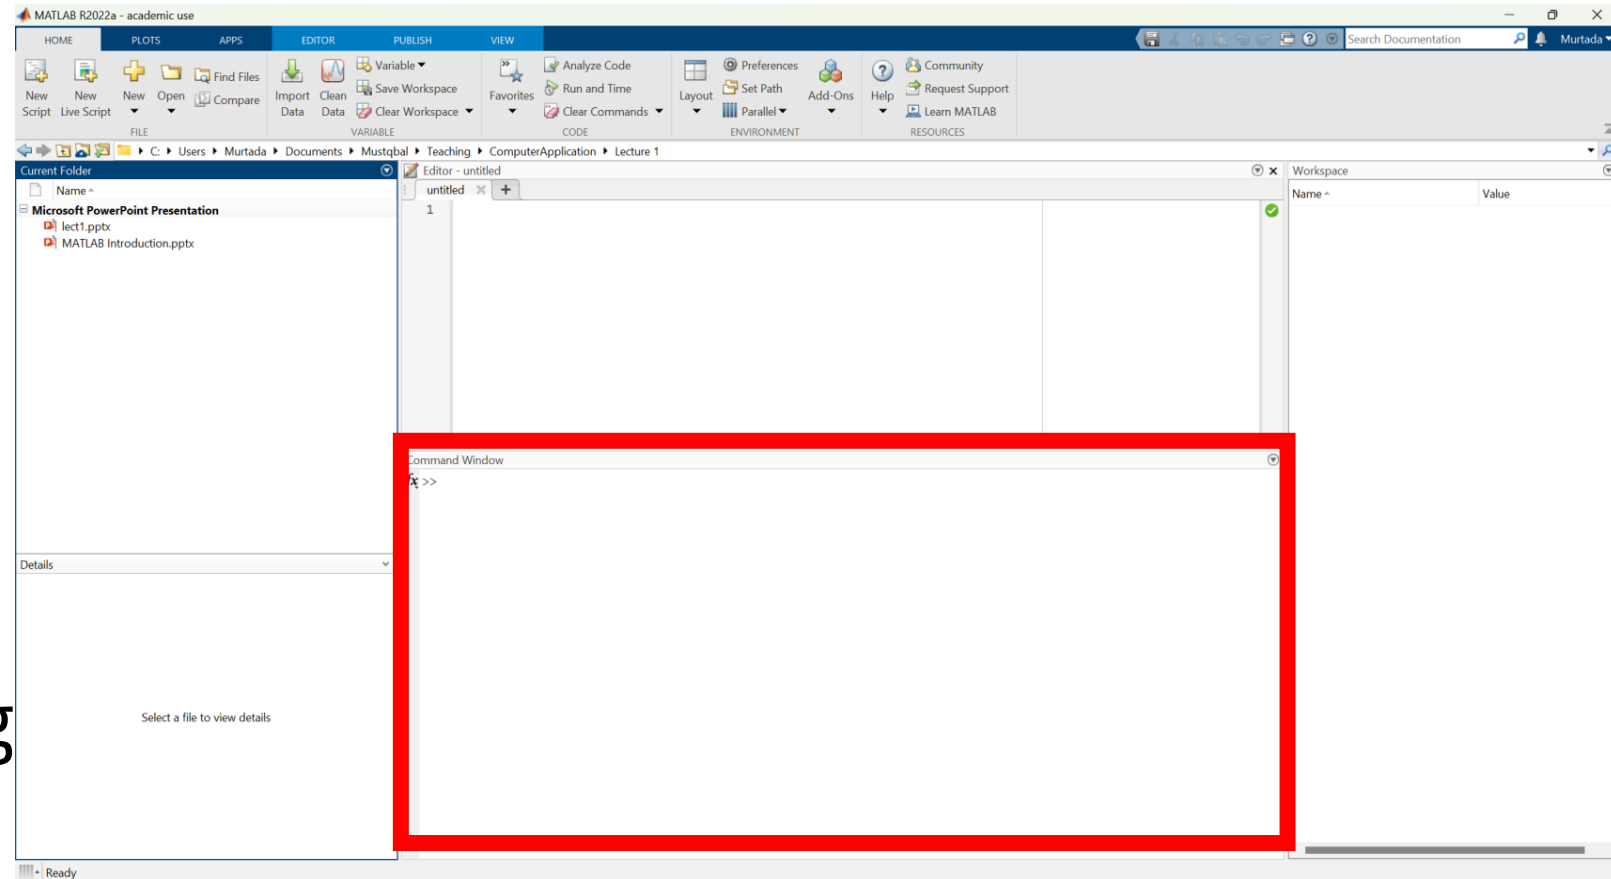 MATLAB R2022a - academic use
HOME PLOTS APPS EDITOR PUBLISH VIEW Search Documentation Murtada
New Script
New Live Script
New
Open
Find Files
Compare
FILE
Import Data
Clean Data
Variable
Save Workspace
Clear Workspace
VARIABLE
Favorites
Analyze Code
Run and Time
Clear Commands
CODE
Layout
Preferences
Set Path
Parallel
Add-Ons
ENVIRONMENT
Help
Community
Request Support
Learn MATLAB
RESOURCES
C: Users Murtada Documents Mustqbal Teaching ComputerApplication Lecture 1
Current Folder
Name
Microsoft PowerPoint Presentation
lect1.pptx
MATLAB Introduction.pptx
Details
Select a file to view details
Editor - untitled
untitled
1
Command Window
fx >>
Workspace
Name Value
Ready